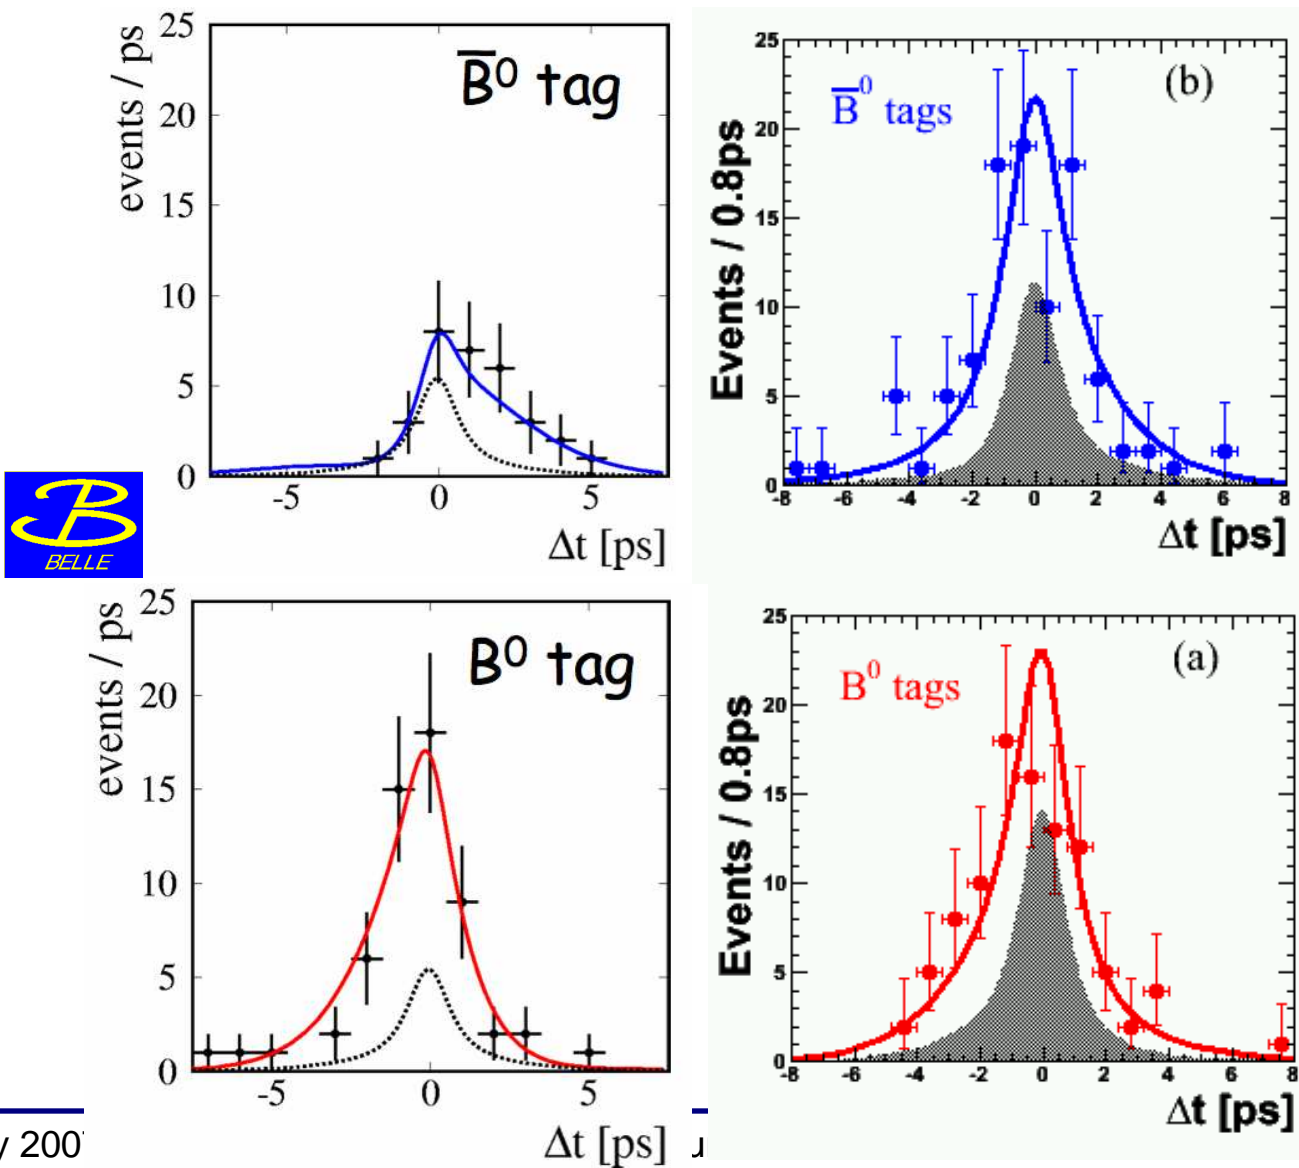 25
20
15
10
5
0
events / ps
B̅⁰ tag
-5 0 5
Δt [ps]
25
20
15
10
5
0
Events / 0.8ps
B̅⁰ tags
(b)
-8 -6 -4 -2 0 2 4 6 8
Δt [ps]
B
BELLE
25
20
15
10
5
0
events / ps
B⁰ tag
-5 0 5
Δt [ps]
25
20
15
10
5
0
Events / 0.8ps
B⁰ tags
(a)
-8 -6 -4 -2 0 2 4 6 8
Δt [ps]
y 2007